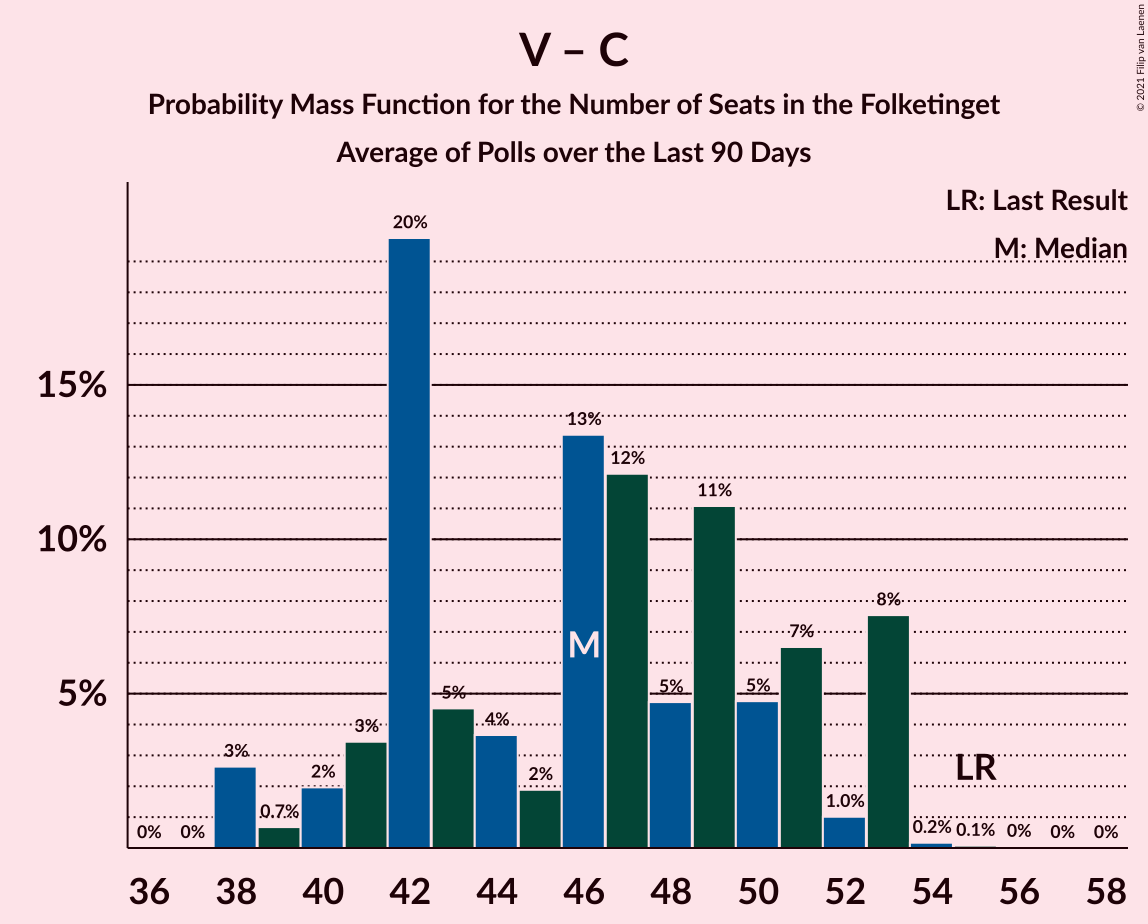 V – C
Probability Mass Function for the Number of Seats in the Folketinget
Average of Polls over the Last 90 Days
© 2021 Filip van Laenen
LR: Last Result
M: Median
15%
10%
5%
0%
0%
3%
0.7%
2%
3%
20%
5%
4%
2%
13%
12%
5%
11%
5%
7%
1.0%
8%
0.2%
0.1%
0%
0%
0%
M
LR
36 38 40 42 44 46 48 50 52 54 56 58